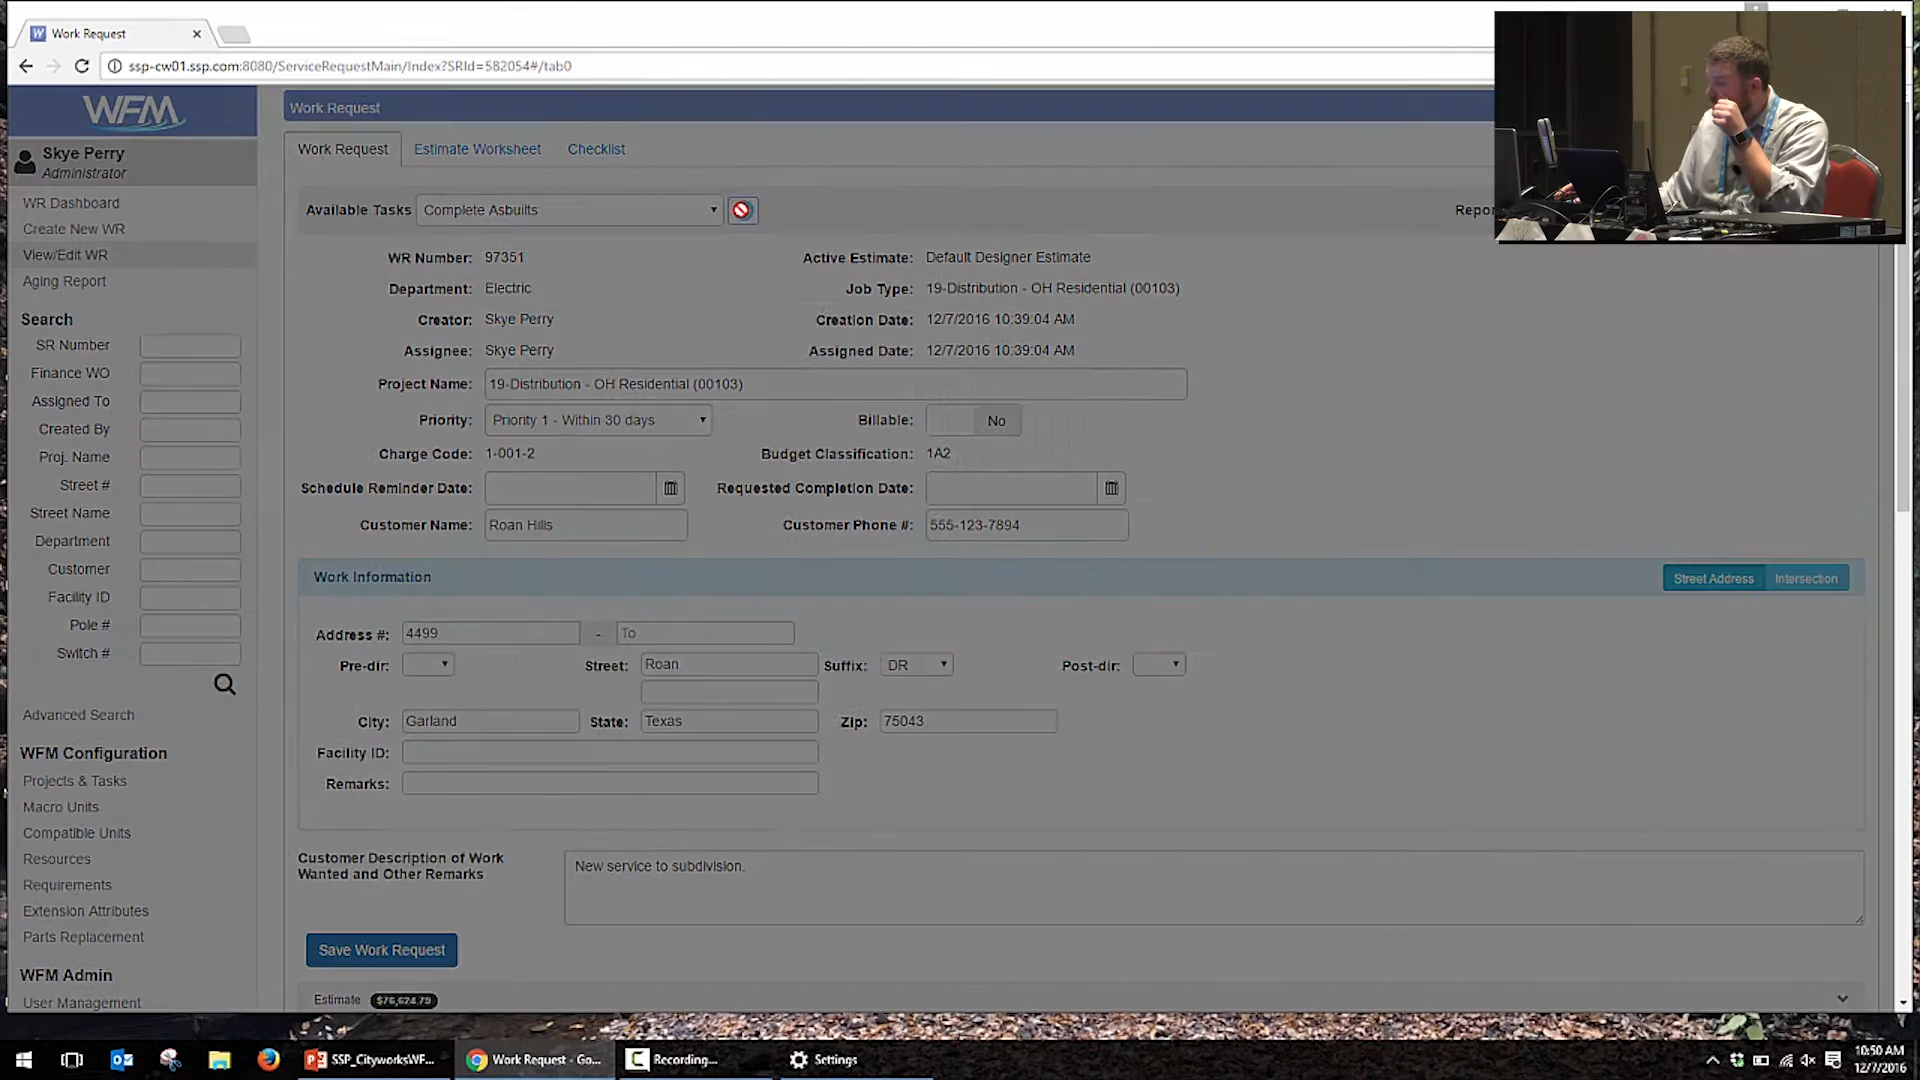 Work Request
ssp-cw01.ssp.com:8080/ServiceRequestMain/Index?SRId=582054#/tab0
WFM
Skye Perry
Administrator
WR Dashboard
Create New WR
View/Edit WR
Aging Report
Search
SR Number
Finance WO
Assigned To
Created By
Proj. Name
Street #
Street Name
Department
Customer
Facility ID
Pole #
Switch #
Advanced Search
WFM Configuration
Projects & Tasks
Macro Units
Compatible Units
Resources
Requirements
Extension Attributes
Parts Replacement
WFM Admin
User Management
Work Request
Work Request Estimate Worksheet Checklist
Available Tasks Complete Asbuilts
WR Number: 97351 Active Estimate: Default Designer Estimate
Department: Electric Job Type: 19-Distribution - OH Residential (00103)
Creator: Skye Perry Creation Date: 12/7/2016 10:39:04 AM
Assignee: Skye Perry Assigned Date: 12/7/2016 10:39:04 AM
Project Name: 19-Distribution - OH Residential (00103)
Priority: Priority 1 - Within 30 days Billable: No
Charge Code: 1-001-2 Budget Classification: 1A2
Schedule Reminder Date: Requested Completion Date:
Customer Name: Roan Hills Customer Phone #: 555-123-7894
Work Information Street Address Intersection
Address #: 4499 - To
Pre-dir: Street: Roan Suffix: DR Post-dir:
City: Garland State: Texas Zip: 75043
Facility ID:
Remarks:
Customer Description of Work
Wanted and Other Remarks
New service to subdivision.
Save Work Request
Estimate $76,624.79
SSP_CityworksWF... Work Request - Go... Recording... Settings
10:50 AM
12/7/2016